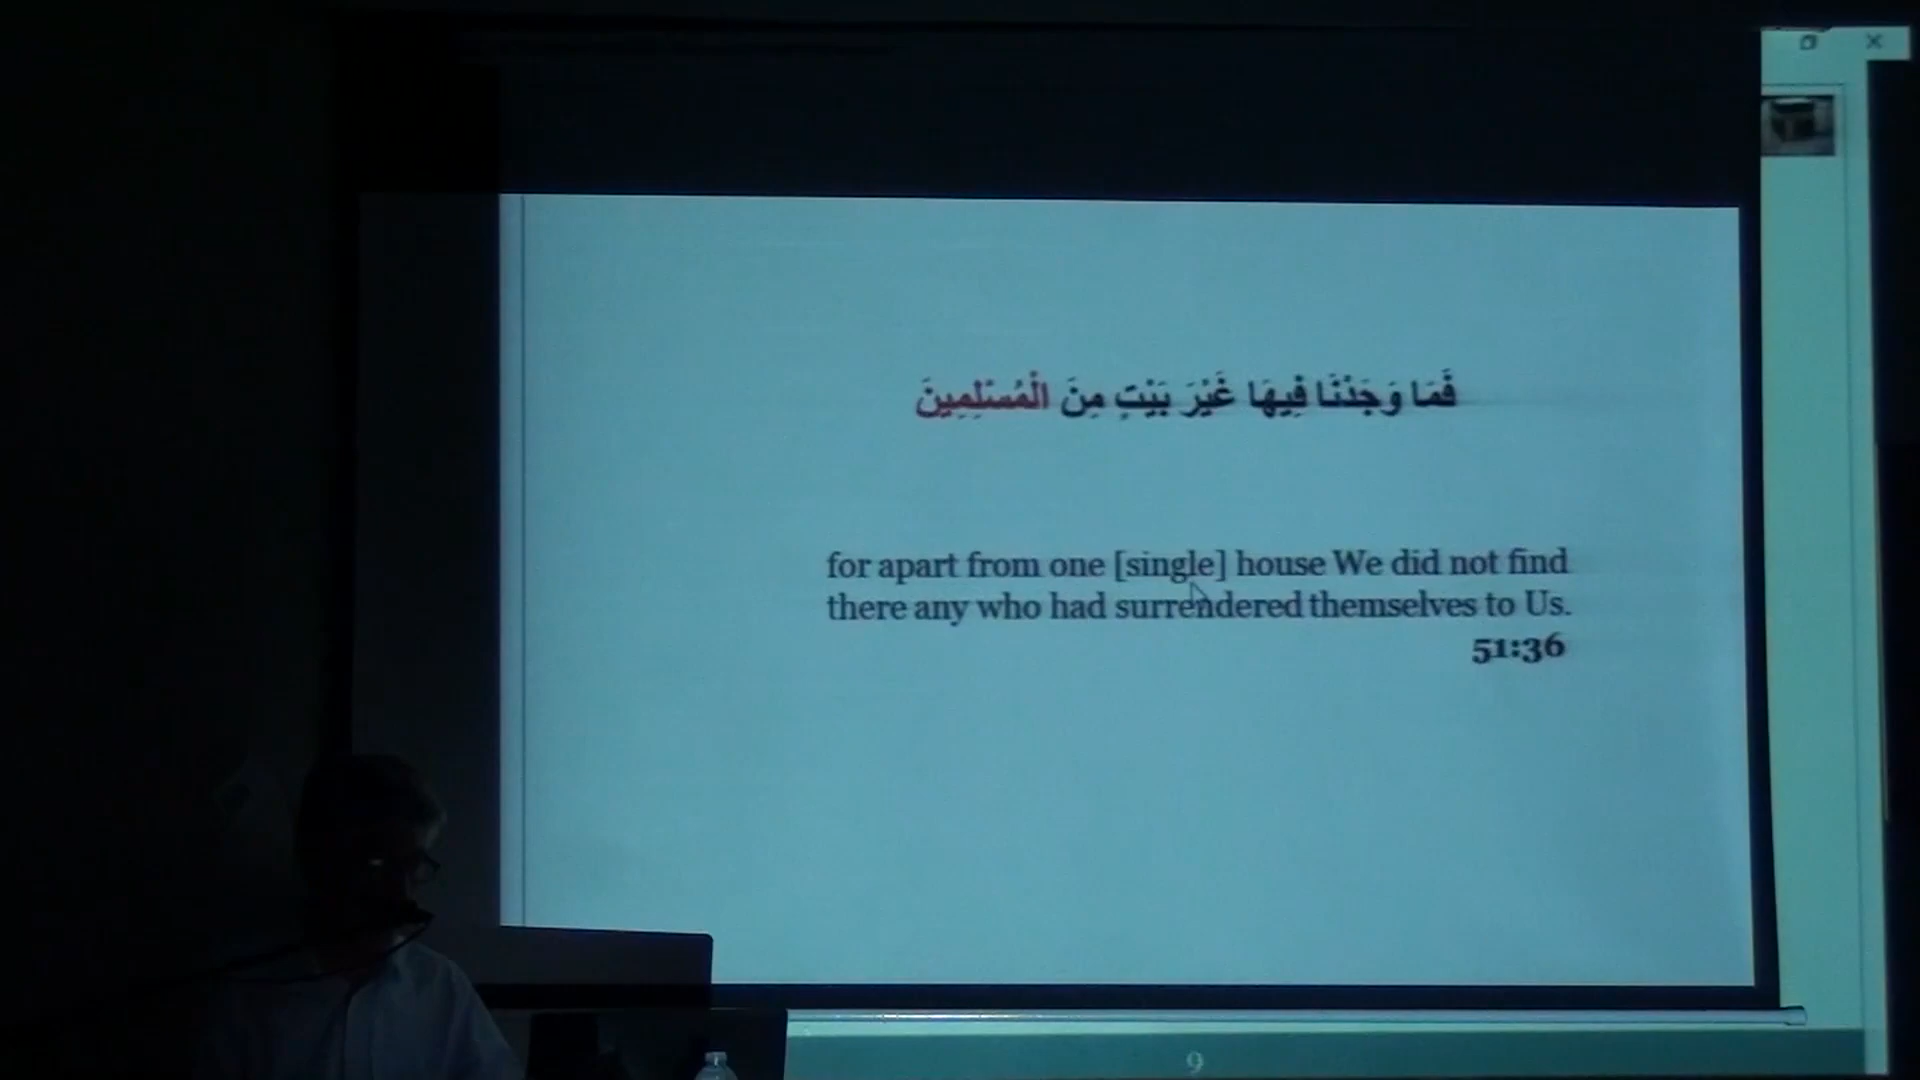 فَمَا وَجَدْنَا فِيهَا غَيْرَ بَيْتٍ مِنَ الْمُسْلِمِينَ
for apart from one [single] house We did not find
there any who had surrendered themselves to Us.
51:36
9